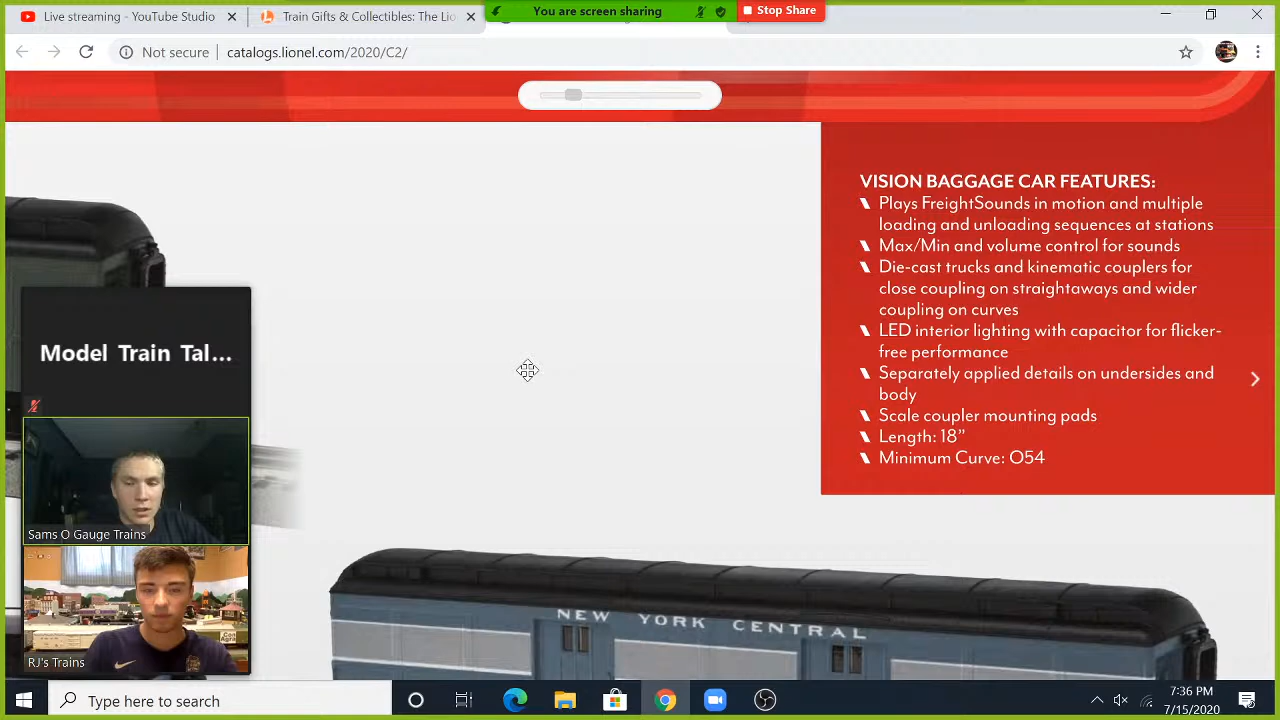 Live Streaming - YouTube Studio
Train Gifts & Collectibles: The Lio
You are screen sharing
Stop Share
Not secure
catalogs.lionel.com/2020/C2/
VISION BAGGAGE CAR FEATURES:
Plays FreightSounds in motion and multiple
loading and unloading sequences at stations
Max/Min and volume control for sounds
Die-cast trucks and kinematic couplers for
close coupling on straightaways and wider
coupling on curves
LED interior lighting with capacitor for flicker-
free performance
Separately applied details on undersides and
body
Scale coupler mounting pads
Length: 18”
Minimum Curve: O54
Model Train Tal...
Sams O Gauge Trains
RJ's Trains
NEW YORK CENTRAL
Type here to search
7:36 PM
7/15/2020